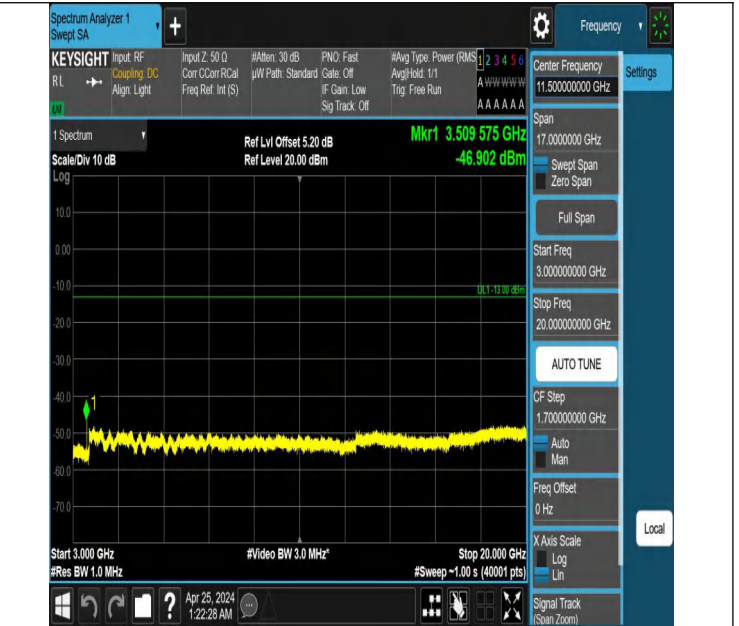 Spectrum Analyzer 1
Swept SA
+
Frequency
KEYSIGHT
RL
Input: RF
Coupling: DC
Align: Light
Input Z: 50 Ω
Corr CCorr RCal
Freq Ref: Int (S)
#Atten: 30 dB
µW Path: Standard
PNO: Fast
Gate: Off
IF Gain: Low
Sig Track: Off
#Avg Type: Power (RMS
Avg|Hold: 1/1
Trig: Free Run
1 2 3 4 5 6
A W W W W W
A A A A A A
1 Spectrum
Scale/Div 10 dB
Log
Ref Lvl Offset 5.20 dB
Ref Level 20.00 dBm
Mkr1 3.509 575 GHz
-46.902 dBm
10.0
0.00
-10.0
DL1 -13.00 dBm
-20.0
-30.0
-40.0
1
-50.0
-60.0
-70.0
Start 3.000 GHz
#Res BW 1.0 MHz
#Video BW 3.0 MHz*
Stop 20.000 GHz
#Sweep ~1.00 s (40001 pts)
Center Frequency
11.500000000 GHz
Settings
Span
17.0000000 GHz
Swept Span
Zero Span
Full Span
Start Freq
3.000000000 GHz
Stop Freq
20.000000000 GHz
AUTO TUNE
CF Step
1.700000000 GHz
Auto
Man
Freq Offset
0 Hz
X Axis Scale
Log
Lin
Local
Signal Track
(Span Zoom)
?
Apr 25, 2024
1:22:28 AM